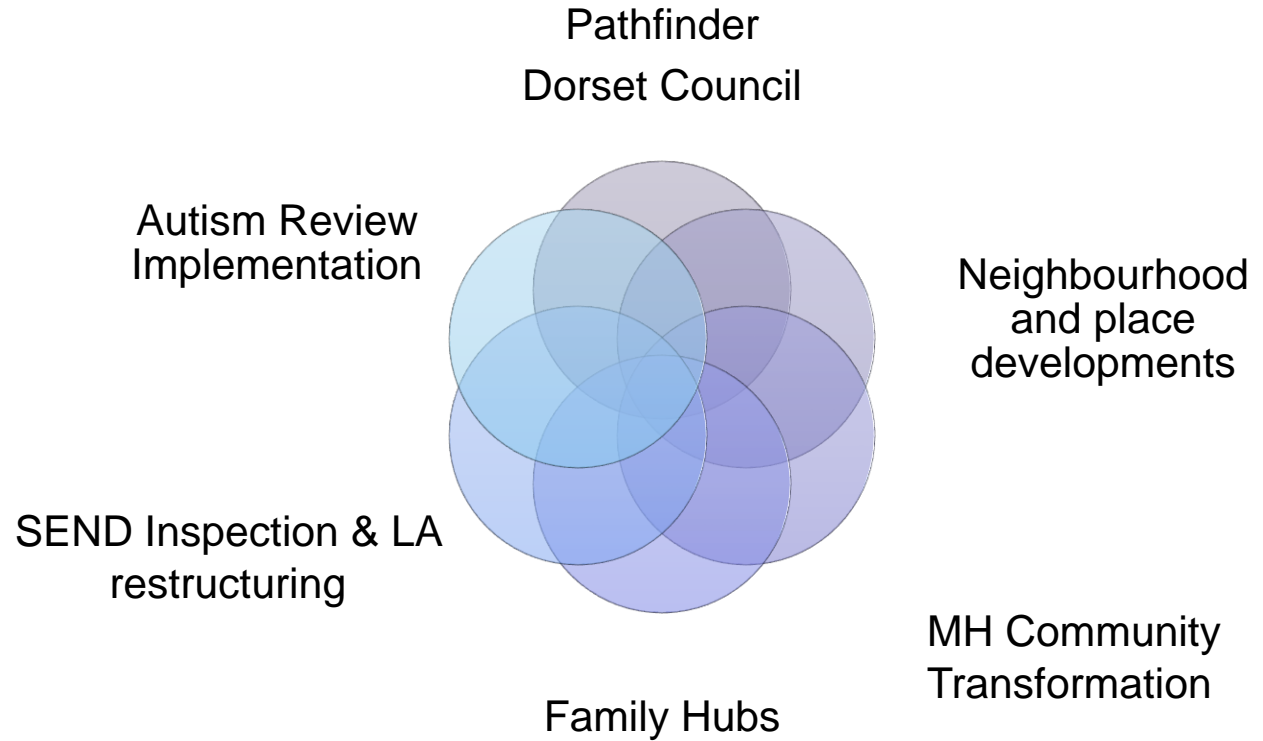 Pathfinder
Dorset Council
Autism Review
Implementation
Neighbourhood
and place
developments
SEND Inspection & LA
restructuring
MH Community
Transformation
Family Hubs